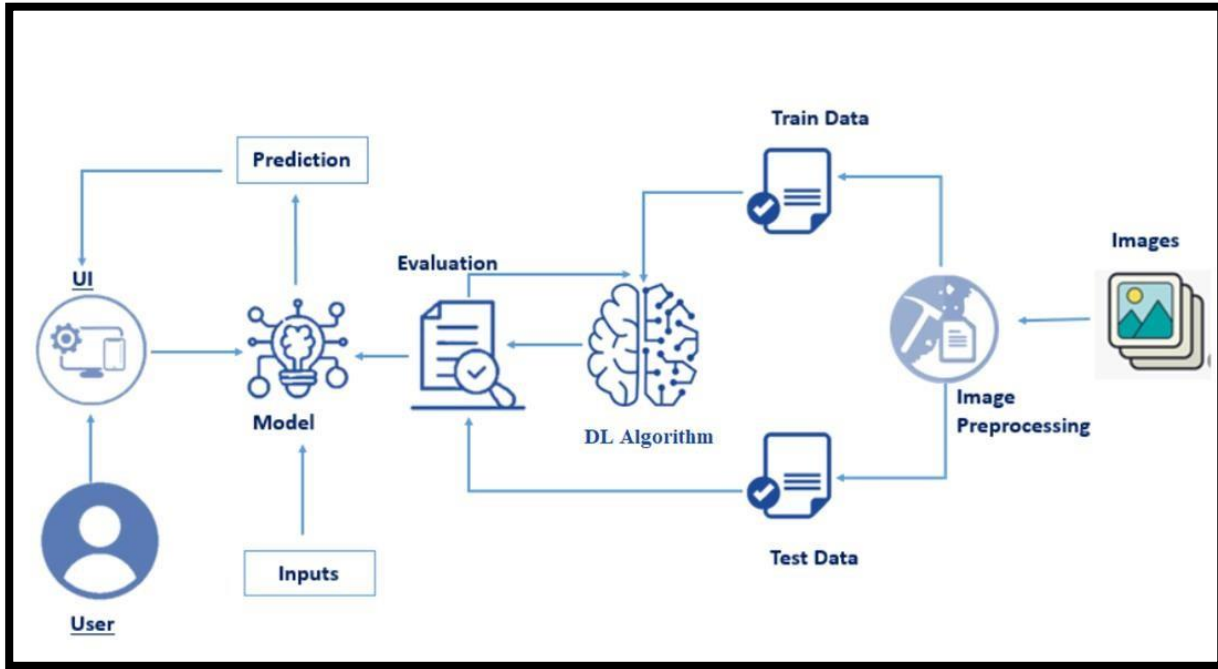 Train Data
Prediction
Images
Evaluation
UI
Image
Preprocessing
Model
DL Algorithm
Test Data
Inputs
User